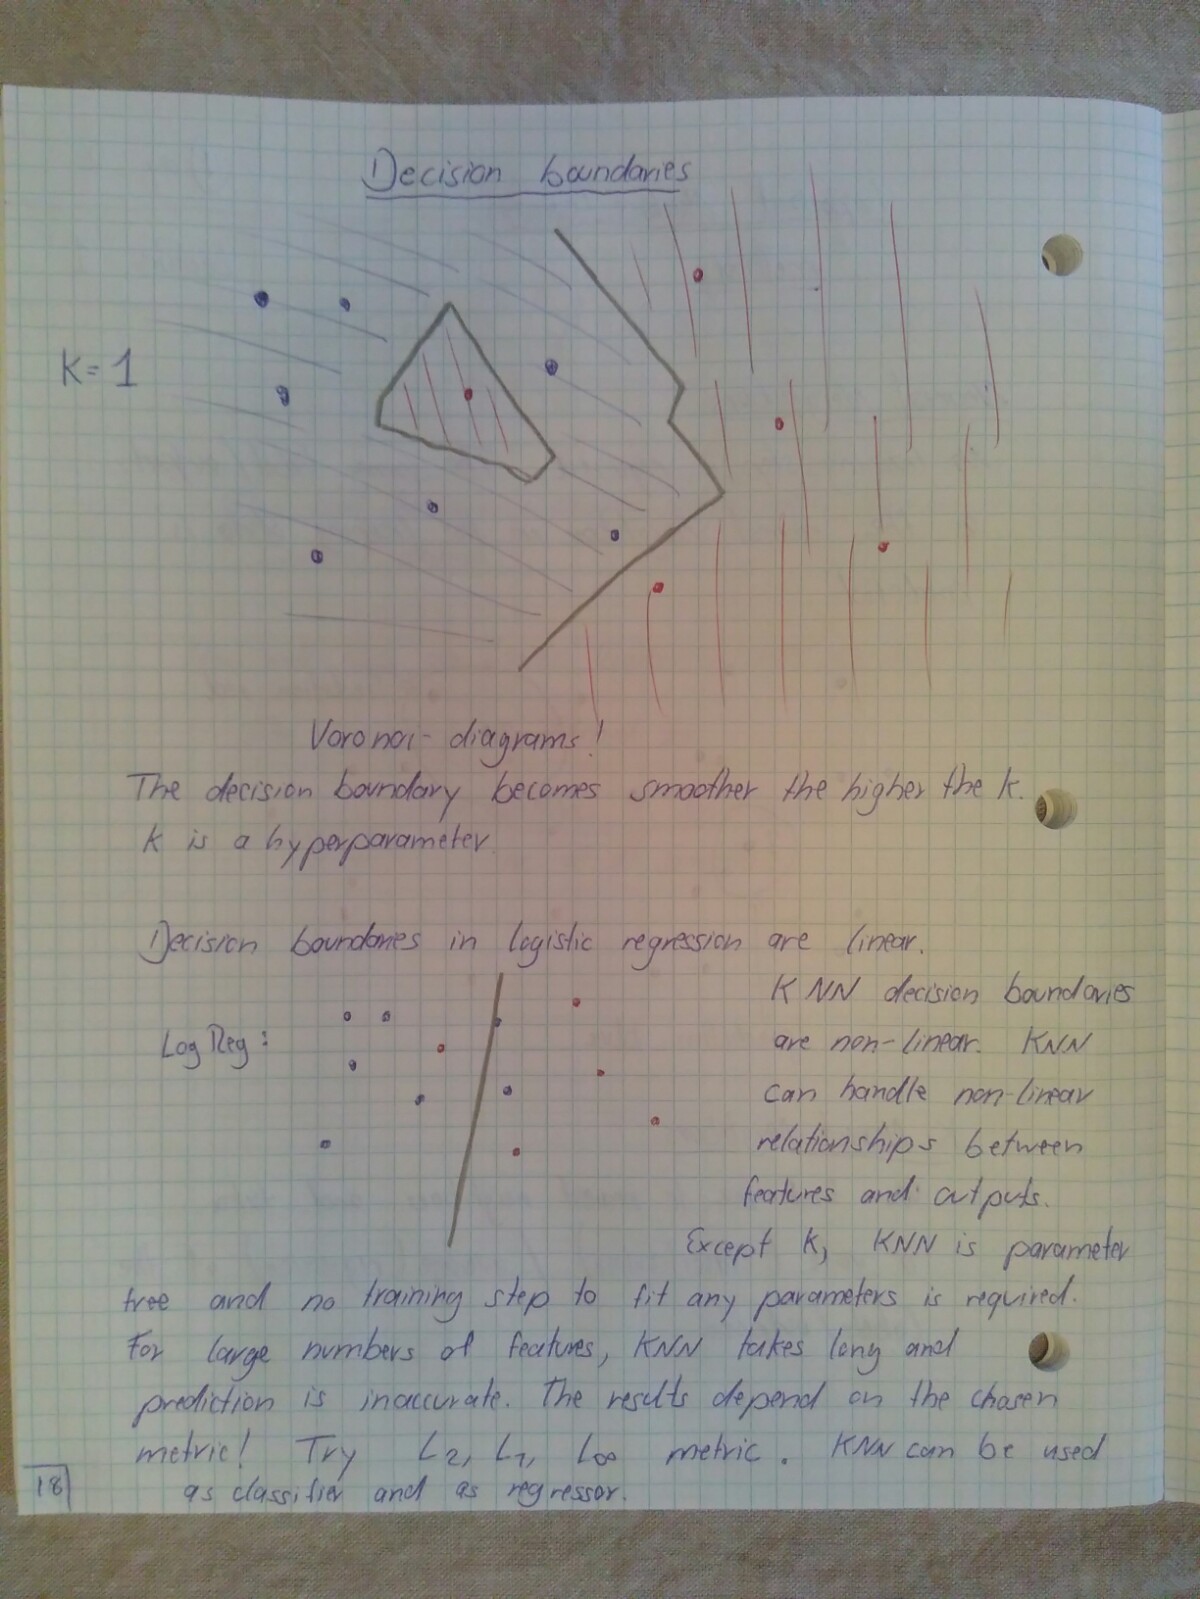 Decision boundaries
K = 1
Voronoi-diagrams!
The decision boundary becomes smoother the higher the k.
K is a hyperparameter
Decision boundaries in logistic regression are linear.
Log Reg:
KNN decision boundaries
are non-linear. KNN
can handle non-linear
relationships between
features and outputs.
Except K, KNN is parameter
free and no training step to fit any parameters is required.
For large numbers of features, KNN takes long and
prediction is inaccurate. The results depend on the chosen
metric! Try L2, L1, L∞ metric. KNN can be used
as classifier and as regressor.
18